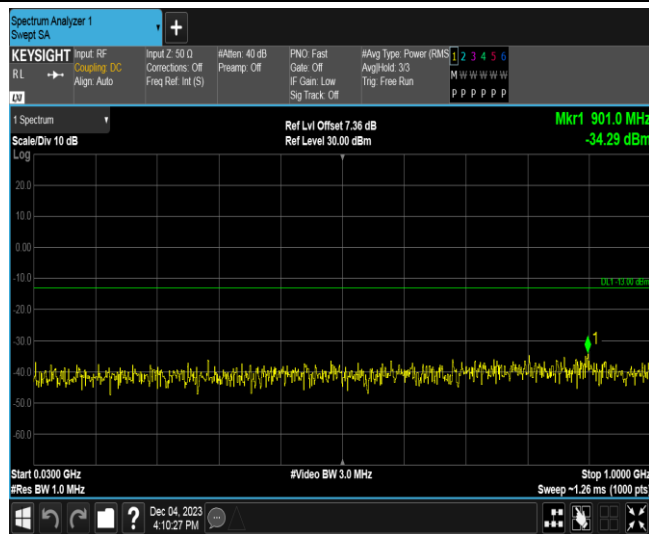 Spectrum Analyzer 1
Swept SA
+
KEYSIGHT
RL
LXI
Input: RF
Coupling: DC
Align: Auto
Input Z: 50 Ω
Corrections: Off
Freq Ref: Int (S)
#Atten: 40 dB
Preamp: Off
PNO: Fast
Gate: Off
IF Gain: Low
Sig Track: Off
#Avg Type: Power (RMS
Avg|Hold: 3/3
Trig: Free Run
1 2 3 4 5 6
M W W W W W
P P P P P P
1 Spectrum
Scale/Div 10 dB
Log
Ref Lvl Offset 7.36 dB
Ref Level 30.00 dBm
Mkr1 901.0 MHz
-34.29 dBm
20.0
10.0
0.00
-10.0
DL1 -13.00 dBm
-20.0
-30.0
1
-40.0
-50.0
-60.0
Start 0.0300 GHz
#Res BW 1.0 MHz
#Video BW 3.0 MHz
Stop 1.0000 GHz
Sweep ~1.26 ms (1000 pts)
?
Dec 04, 2023
4:10:27 PM